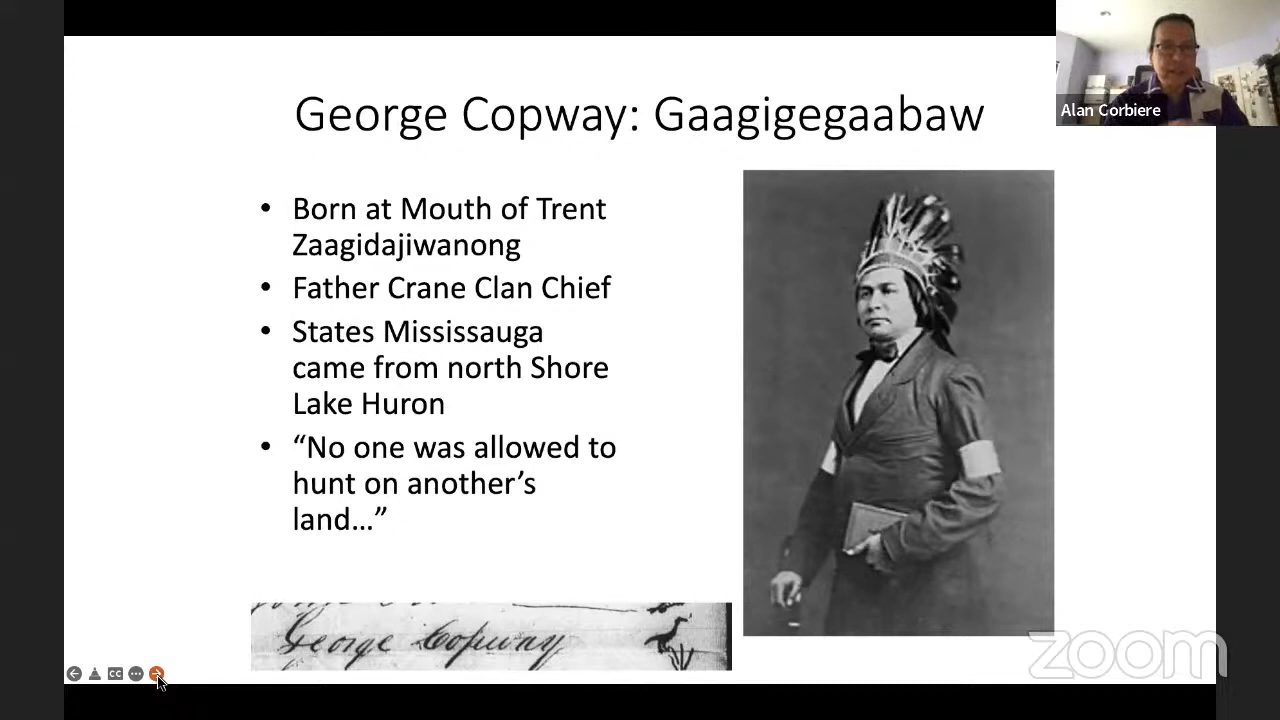 George Copway: Gaagigegaabaw
Alan Corbiere
• Born at Mouth of Trent
Zaagidajiwanong
• Father Crane Clan Chief
• States Mississauga
came from north Shore
Lake Huron
• “No one was allowed to
hunt on another’s
land…”
George Copway
CC
zoom